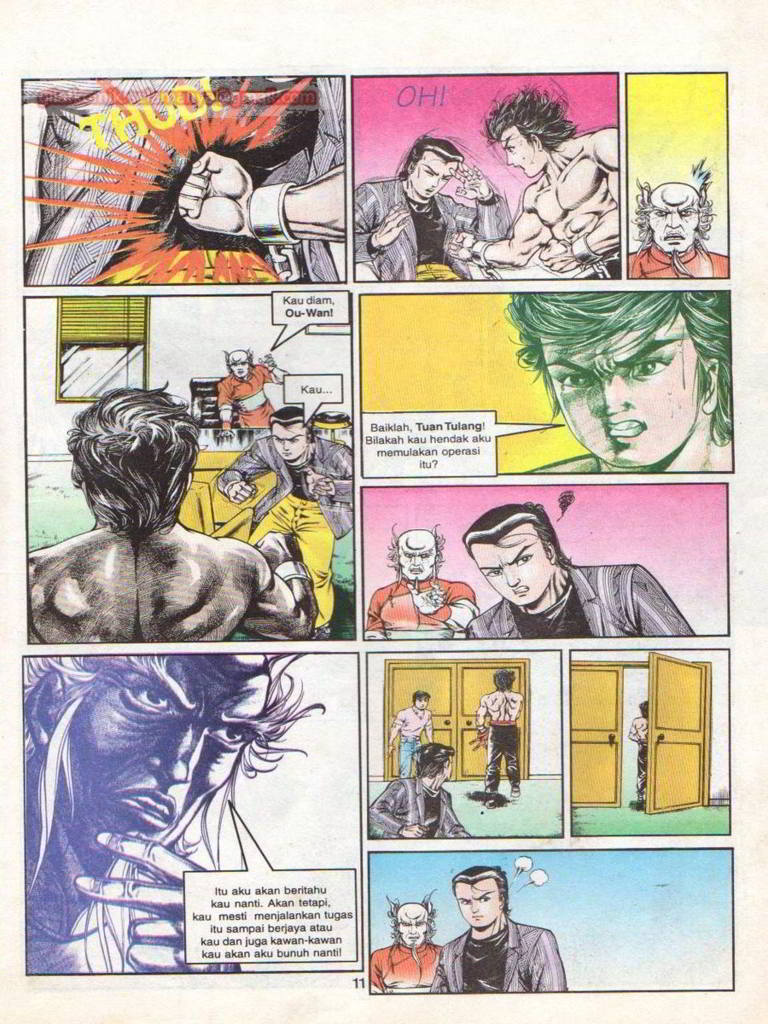 THUD!
OH!
Kau diam,
Ou-Wan!
Kau...
Baiklah, Tuan Tulang!
Bilakah kau hendak aku
memulakan operasi
itu?
Itu aku akan beritahu
kau nanti. Akan tetapi,
kau mesti menjalankan tugas
itu sampai berjaya atau
kau dan juga kawan-kawan
kau akan aku bunuh nanti!
11